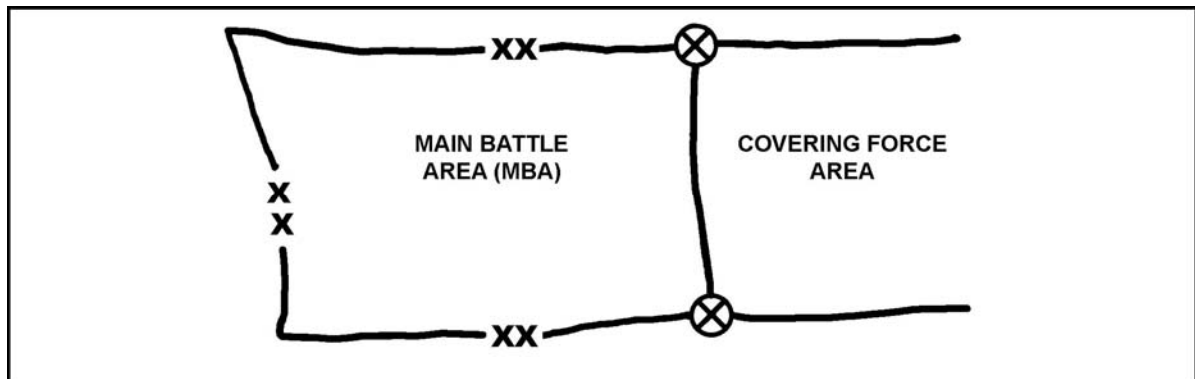 XX
MAIN BATTLE
AREA (MBA)
COVERING FORCE
AREA
X
X
XX